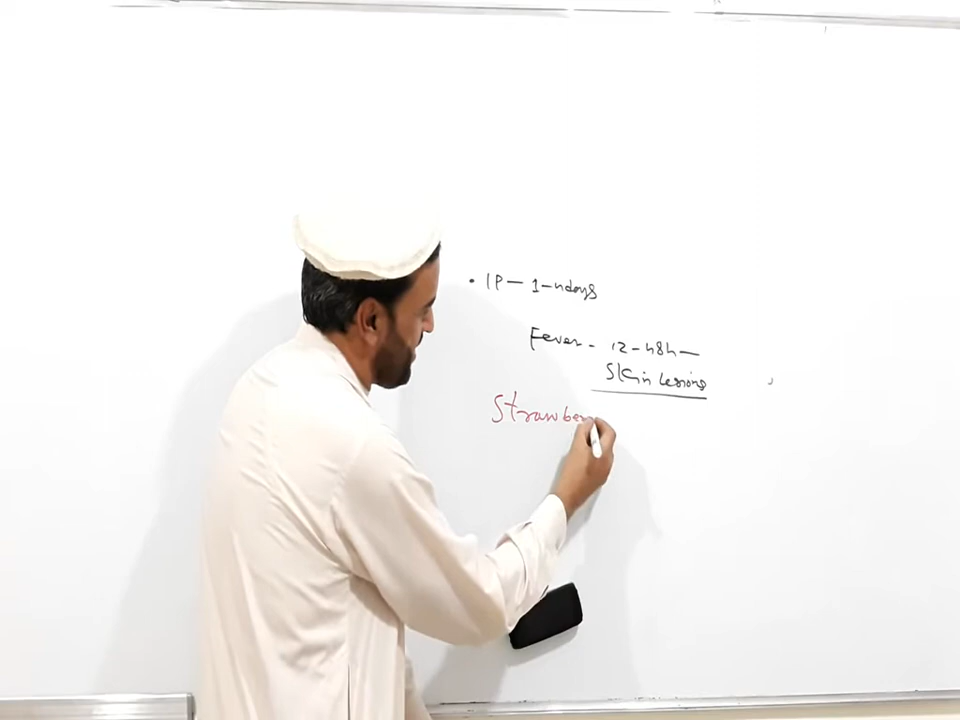 • IP – 1-4days
Fever - 12-48h –
Skin Lesions
Strawber